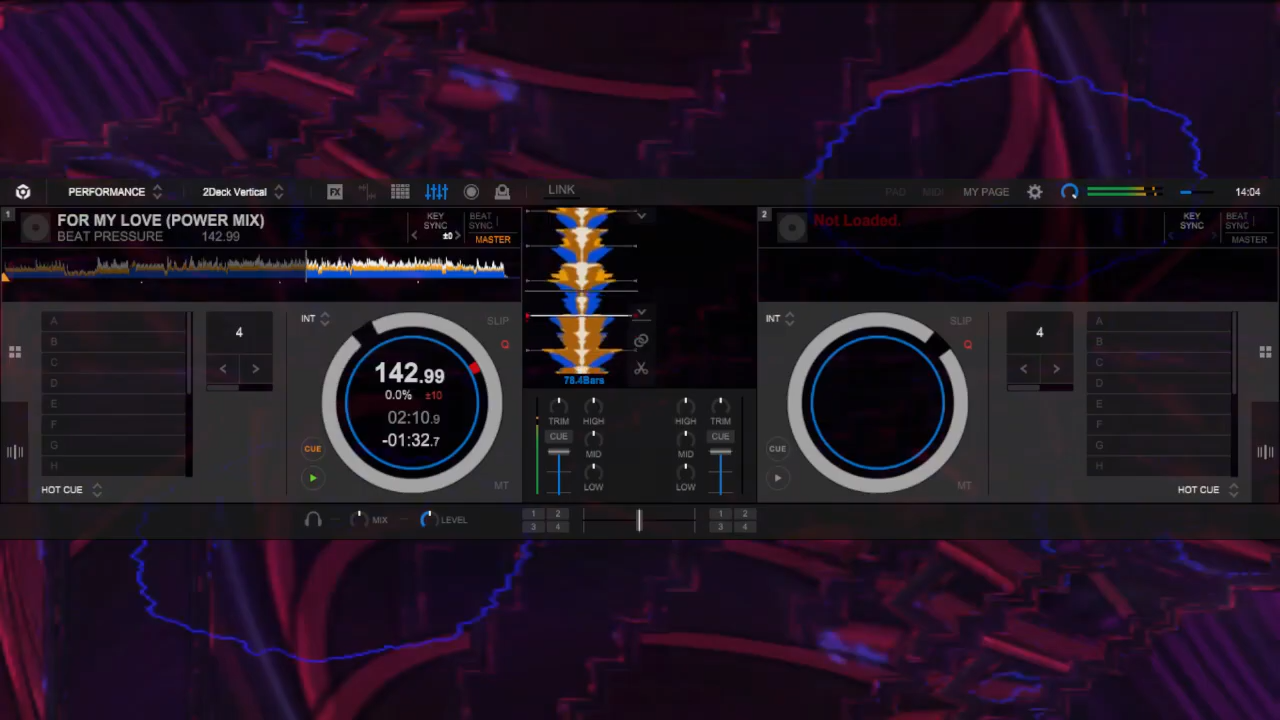 PERFORMANCE 2Deck Vertical FX LINK PAD MIDI MY PAGE 14:04
1 FOR MY LOVE (POWER MIX) KEY SYNC BEAT SYNC
BEAT PRESSURE 142.99 ±0 MASTER
2 Not Loaded. KEY SYNC BEAT SYNC
MASTER
A
B
C
D
E
F
G
H
HOT CUE
4
INT
SLIP
Q
142.99
0.0% ±10
02:10.9
-01:32.7
CUE
MT
78.4Bars
TRIM HIGH HIGH TRIM
CUE CUE
MID MID
LOW LOW
INT
SLIP
Q
CUE
MT
4
A
B
C
D
E
F
G
H
HOT CUE
MIX LEVEL
1 2 1 2
3 4 3 4